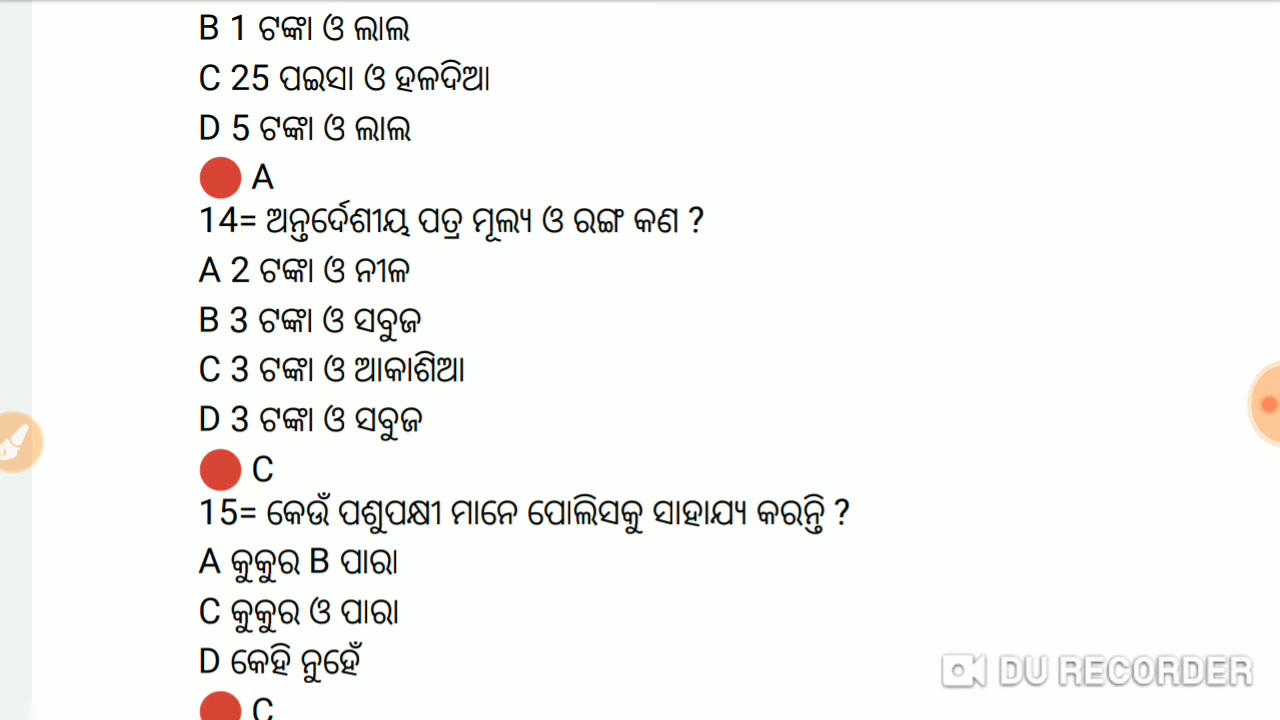 B 1 ଟଙ୍କା ଓ ଲାଲ
C 25 ପଇସା ଓ ହଳଦିଆ
D 5 ଟଙ୍କା ଓ ଲାଲ
A
14= ଅନ୍ତର୍ଦେଶୀୟ ପତ୍ର ମୂଲ୍ୟ ଓ ରଙ୍ଗ କଣ ?
A 2 ଟଙ୍କା ଓ ନୀଳ
B 3 ଟଙ୍କା ଓ ସବୁଜ
C 3 ଟଙ୍କା ଓ ଆକାଶିଆ
D 3 ଟଙ୍କା ଓ ସବୁଜ
C
15= କେଉଁ ପଶୁପକ୍ଷୀ ମାନେ ପୋଲିସକୁ ସାହାଯ୍ୟ କରନ୍ତି ?
A କୁକୁର B ପାରା
C କୁକୁର ଓ ପାରା
D କେହି ନୁହେଁ
C
DU RECORDER